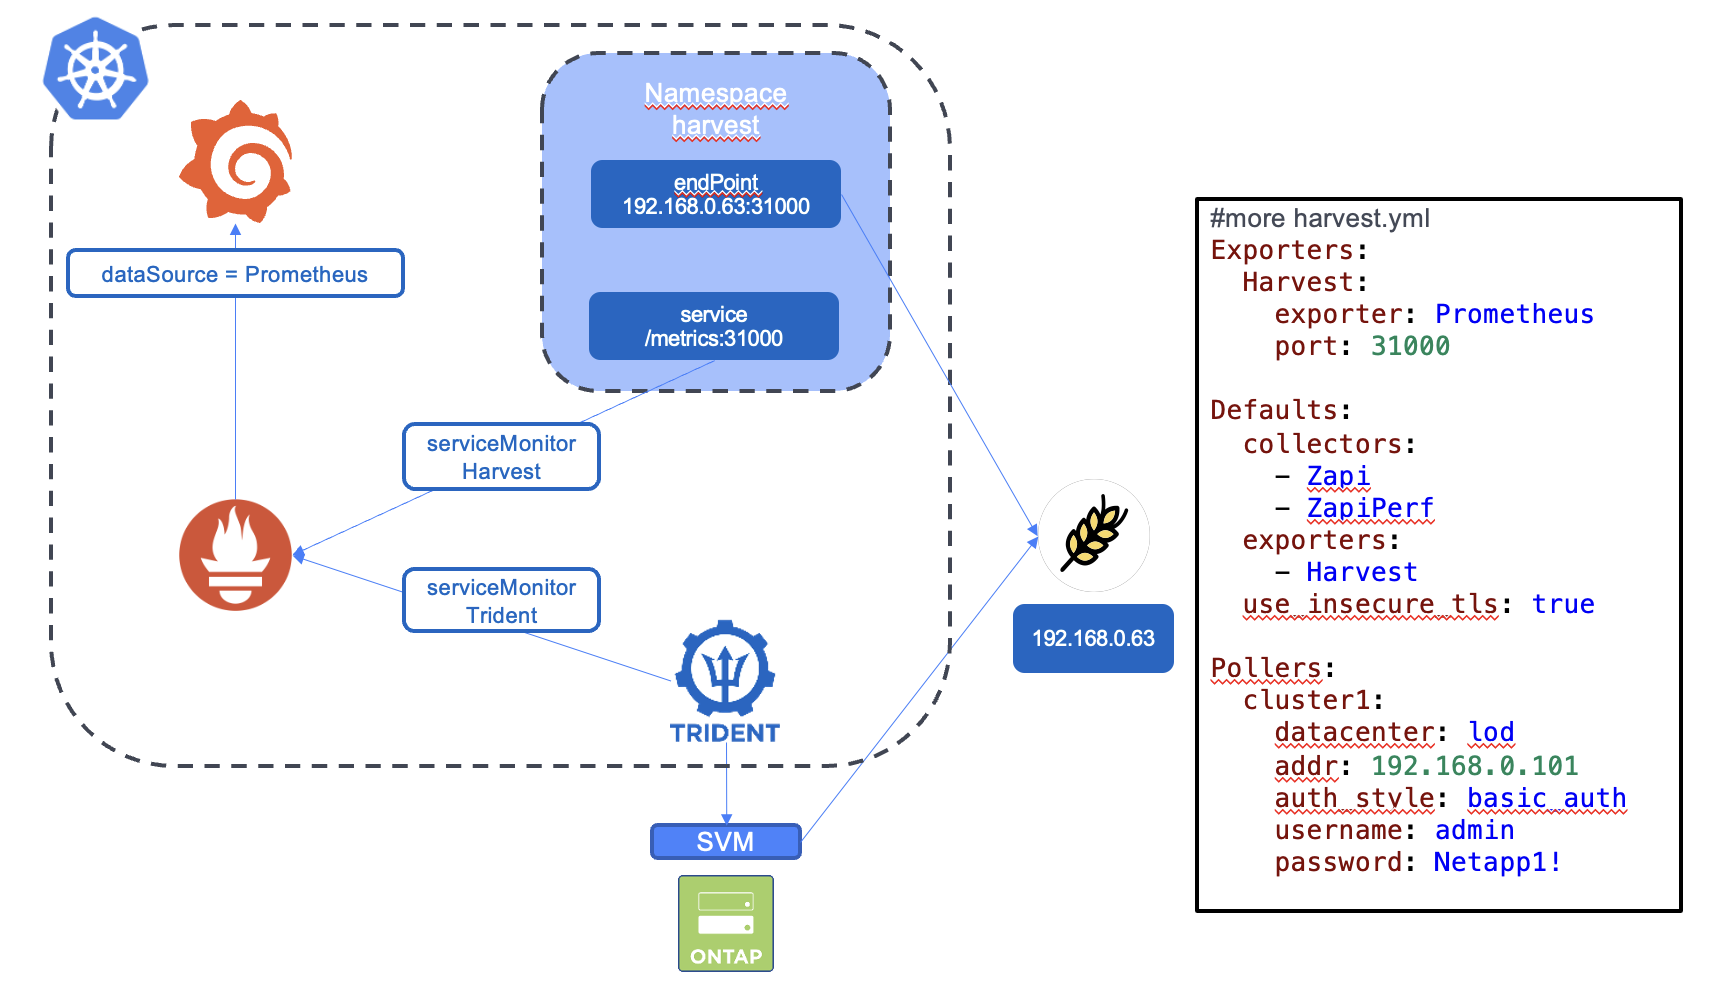 Namespace
harvest
endPoint
192.168.0.63:31000
service
/metrics:31000
dataSource = Prometheus
serviceMonitor
Harvest
serviceMonitor
Trident
TRIDENT
SVM
ONTAP
192.168.0.63
#more harvest.yml
Exporters:
  Harvest:
    exporter: Prometheus
    port: 31000
Defaults:
  collectors:
    - Zapi
    - ZapiPerf
  exporters:
    - Harvest
  use_insecure_tls: true
Pollers:
  cluster1:
    datacenter: lod
    addr: 192.168.0.101
    auth_style: basic_auth
    username: admin
    password: Netapp1!